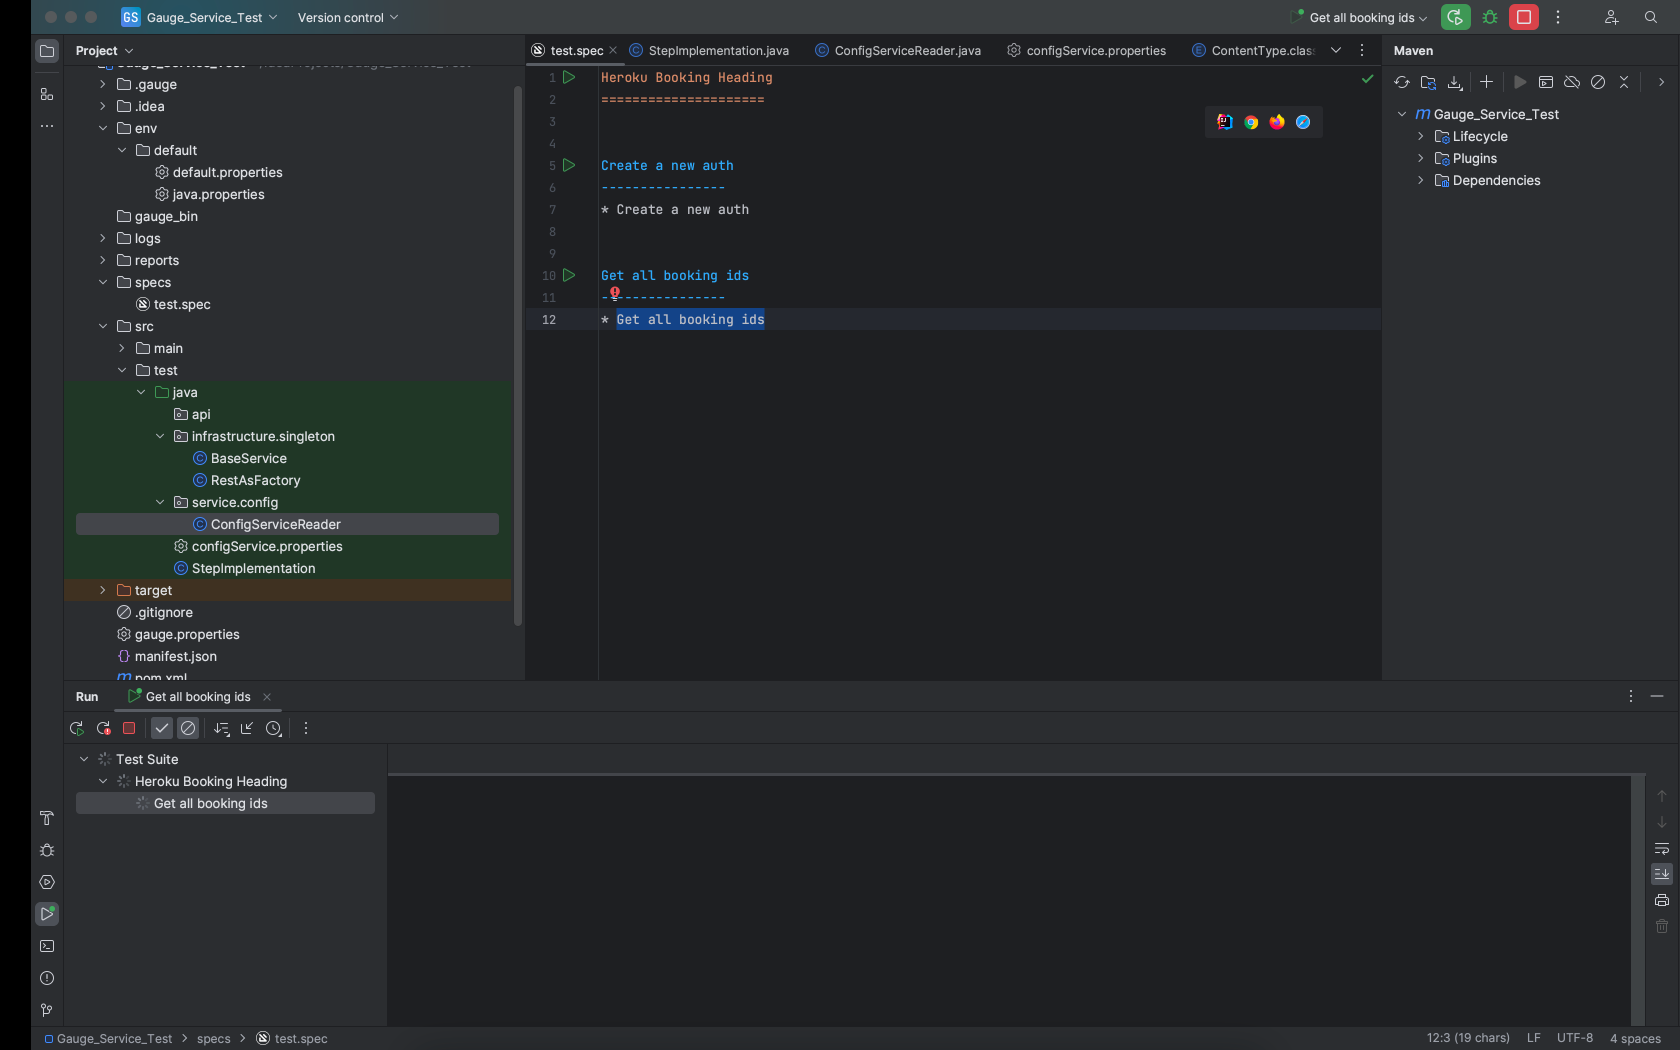 GS Gauge_Service_Test Version control Get all booking ids
Project
test.spec StepImplementation.java ConfigServiceReader.java configService.properties ContentType.clas
Maven
.gauge
.idea
env
default
default.properties
java.properties
gauge_bin
logs
reports
specs
test.spec
src
main
test
java
api
infrastructure.singleton
BaseService
RestAsFactory
service.config
ConfigServiceReader
configService.properties
StepImplementation
target
.gitignore
gauge.properties
manifest.json
pom.xml
1 Heroku Booking Heading
2 =====================
3
4
5 Create a new auth
6 ----------------
7 * Create a new auth
8
9
10 Get all booking ids
11 ----------------
12 * Get all booking ids
m Gauge_Service_Test
Lifecycle
Plugins
Dependencies
Run Get all booking ids
Test Suite
Heroku Booking Heading
Get all booking ids
Gauge_Service_Test > specs > test.spec 12:3 (19 chars) LF UTF-8 4 spaces